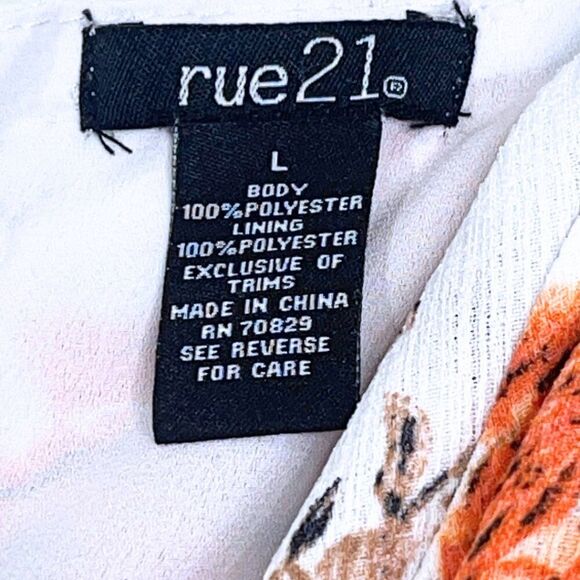 rue21®
L
BODY
100%POLYESTER
LINING
100%POLYESTER
EXCLUSIVE OF
TRIMS
MADE IN CHINA
RN 70829
SEE REVERSE
FOR CARE